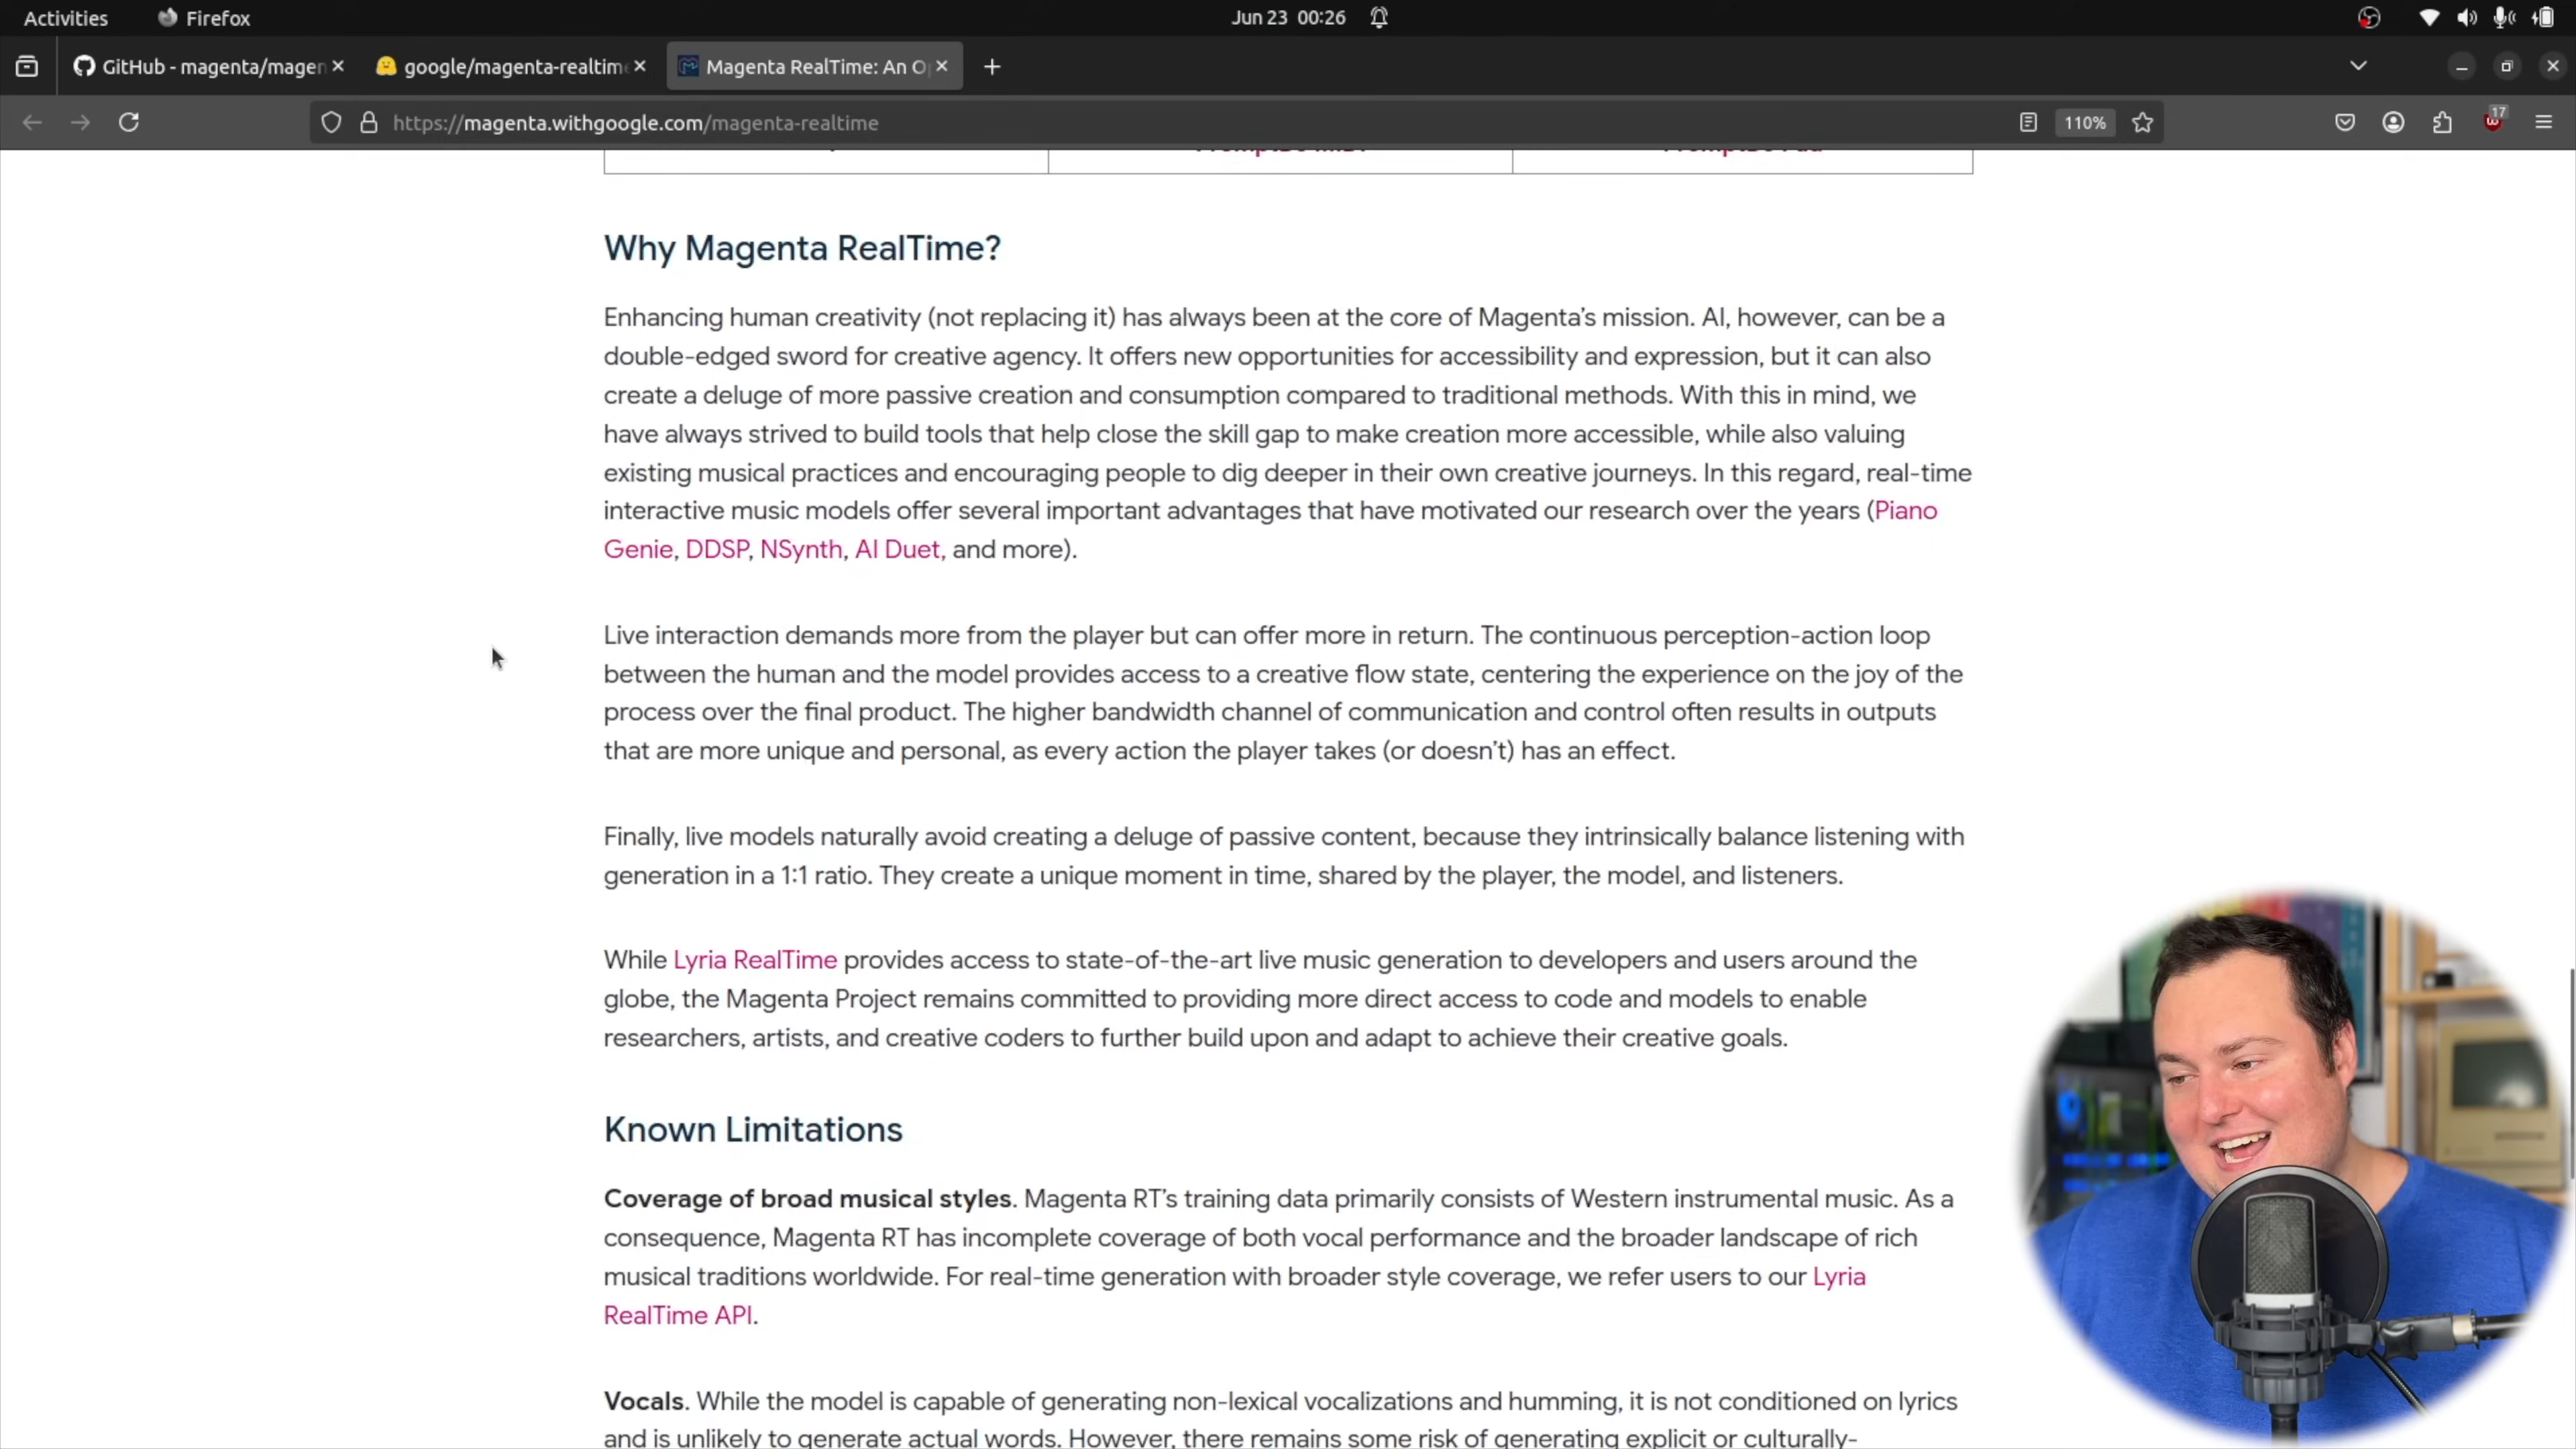 Activities Firefox Jun 23 00:26
GitHub - magenta/magen google/magenta-realtime Magenta RealTime: An O
https://magenta.withgoogle.com/magenta-realtime 110% 17
Why Magenta RealTime?
Enhancing human creativity (not replacing it) has always been at the core of Magenta's mission. AI, however, can be a
double-edged sword for creative agency. It offers new opportunities for accessibility and expression, but it can also
create a deluge of more passive creation and consumption compared to traditional methods. With this in mind, we
have always strived to build tools that help close the skill gap to make creation more accessible, while also valuing
existing musical practices and encouraging people to dig deeper in their own creative journeys. In this regard, real-time
interactive music models offer several important advantages that have motivated our research over the years (Piano
Genie, DDSP, NSynth, AI Duet, and more).
Live interaction demands more from the player but can offer more in return. The continuous perception-action loop
between the human and the model provides access to a creative flow state, centering the experience on the joy of the
process over the final product. The higher bandwidth channel of communication and control often results in outputs
that are more unique and personal, as every action the player takes (or doesn't) has an effect.
Finally, live models naturally avoid creating a deluge of passive content, because they intrinsically balance listening with
generation in a 1:1 ratio. They create a unique moment in time, shared by the player, the model, and listeners.
While Lyria RealTime provides access to state-of-the-art live music generation to developers and users around the
globe, the Magenta Project remains committed to providing more direct access to code and models to enable
researchers, artists, and creative coders to further build upon and adapt to achieve their creative goals.
Known Limitations
Coverage of broad musical styles. Magenta RT's training data primarily consists of Western instrumental music. As a
consequence, Magenta RT has incomplete coverage of both vocal performance and the broader landscape of rich
musical traditions worldwide. For real-time generation with broader style coverage, we refer users to our Lyria
RealTime API.
Vocals. While the model is capable of generating non-lexical vocalizations and humming, it is not conditioned on lyrics
and is unlikely to generate actual words. However, there remains some risk of generating explicit or culturally-